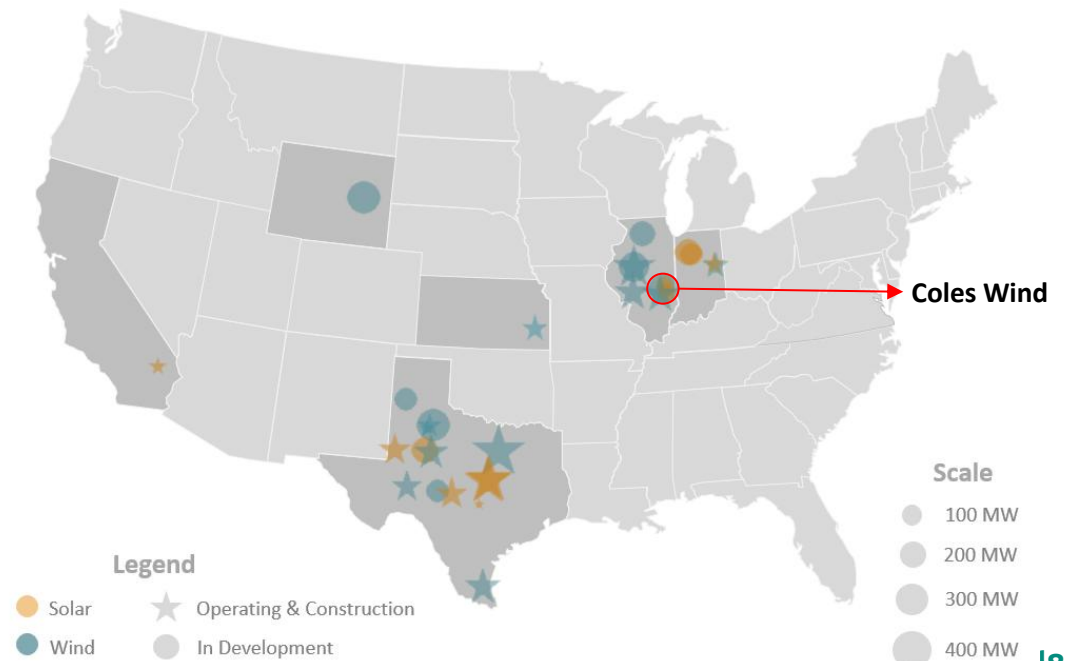 Coles Wind
Scale
100 MW
200 MW
300 MW
400 MW
Legend
Solar
Operating & Construction
Wind
In Development